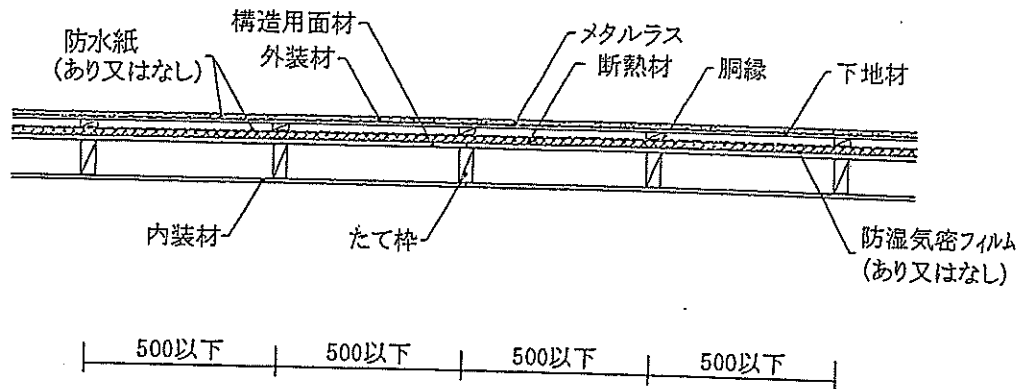 構造用面材
メタルラス
防水紙
(あり又はなし)
外装材
断熱材
胴縁
下地材
内装材
たて枠
防湿気密フィルム
(あり又はなし)
500以下
500以下
500以下
500以下